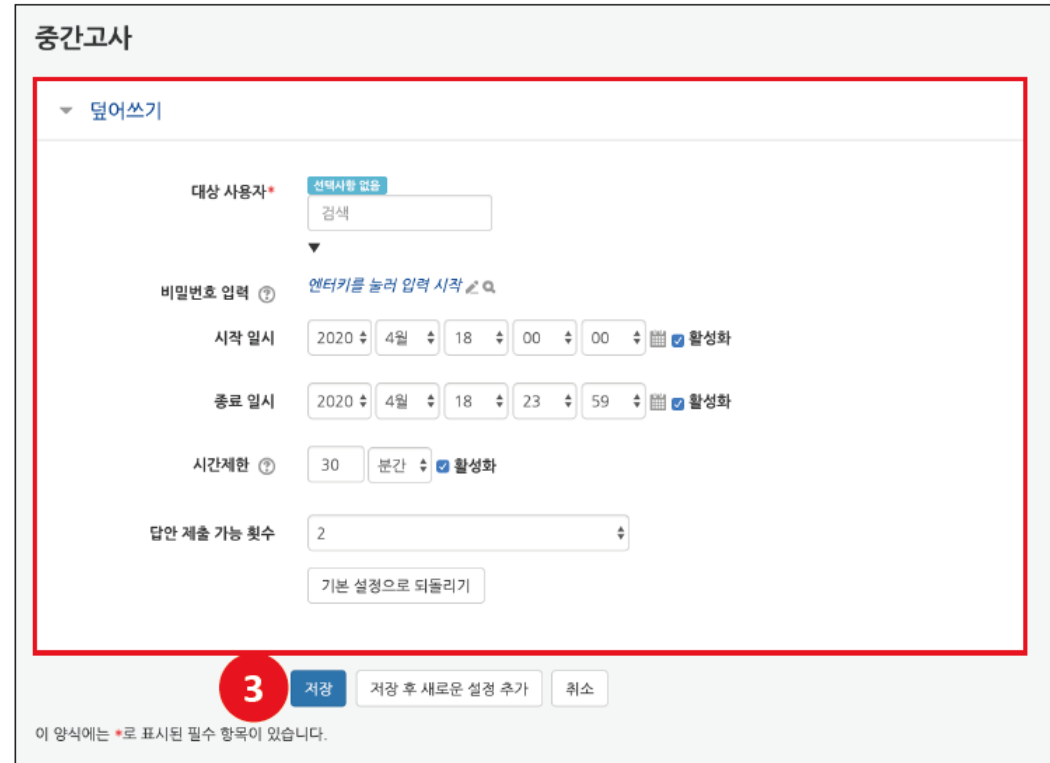 중간고사
덮어쓰기
대상 사용자*
선택사항 없음
검색
비밀번호 입력 ?
엔터키를 눌러 입력 시작
시작 일시 2020 4월 18 00 00 활성화
종료 일시 2020 4월 18 23 59 활성화
시간제한 ? 30 분간 활성화
답안 제출 가능 횟수 2
기본 설정으로 되돌리기
3 저장 저장 후 새로운 설정 추가 취소
이 양식에는 *로 표시된 필수 항목이 있습니다.